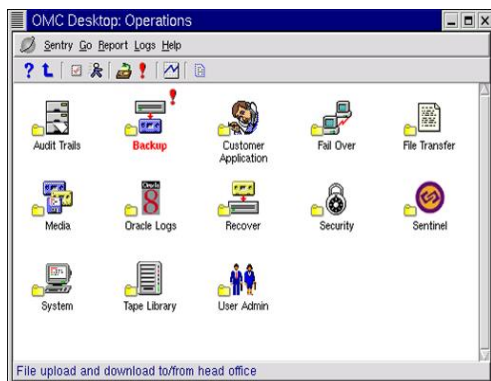 OMC Desktop: Operations
Sentry Go Report Logs Help
Audit Trails
Backup
Customer Application
Fail Over
File Transfer
Media
Oracle Logs
8
Recover
Security
Sentinel
System
Tape Library
User Admin
File upload and download to/from head office